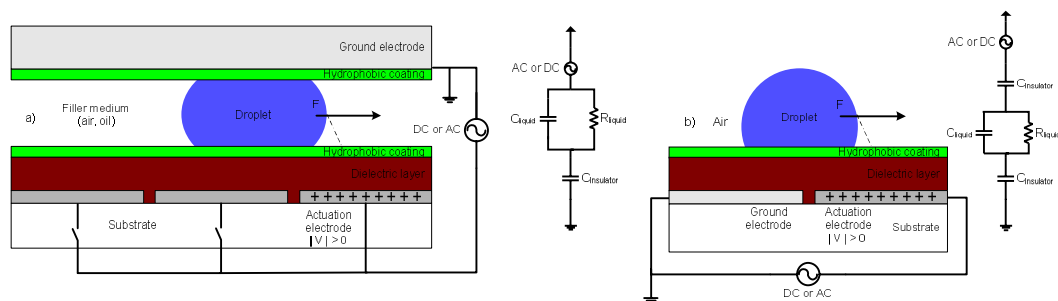 Ground electrode
Hydrophobic coating
a)
Filler medium
(air, oil)
Droplet
F
DC or AC
Hydrophobic coating
Dielectric layer
+ + + + + + + + +
Substrate
Actuation
electrode
| V | > 0
AC or DC
Cliquid
Rliquid
CInsulator
b)
Air
Droplet
F
Hydrophobic coating
Dielectric layer
+ + + + + + + + +
Ground
electrode
Actuation
electrode
| V | > 0
Substrate
DC or AC
AC or DC
CInsulator
Cliquid
Rliquid
CInsulator